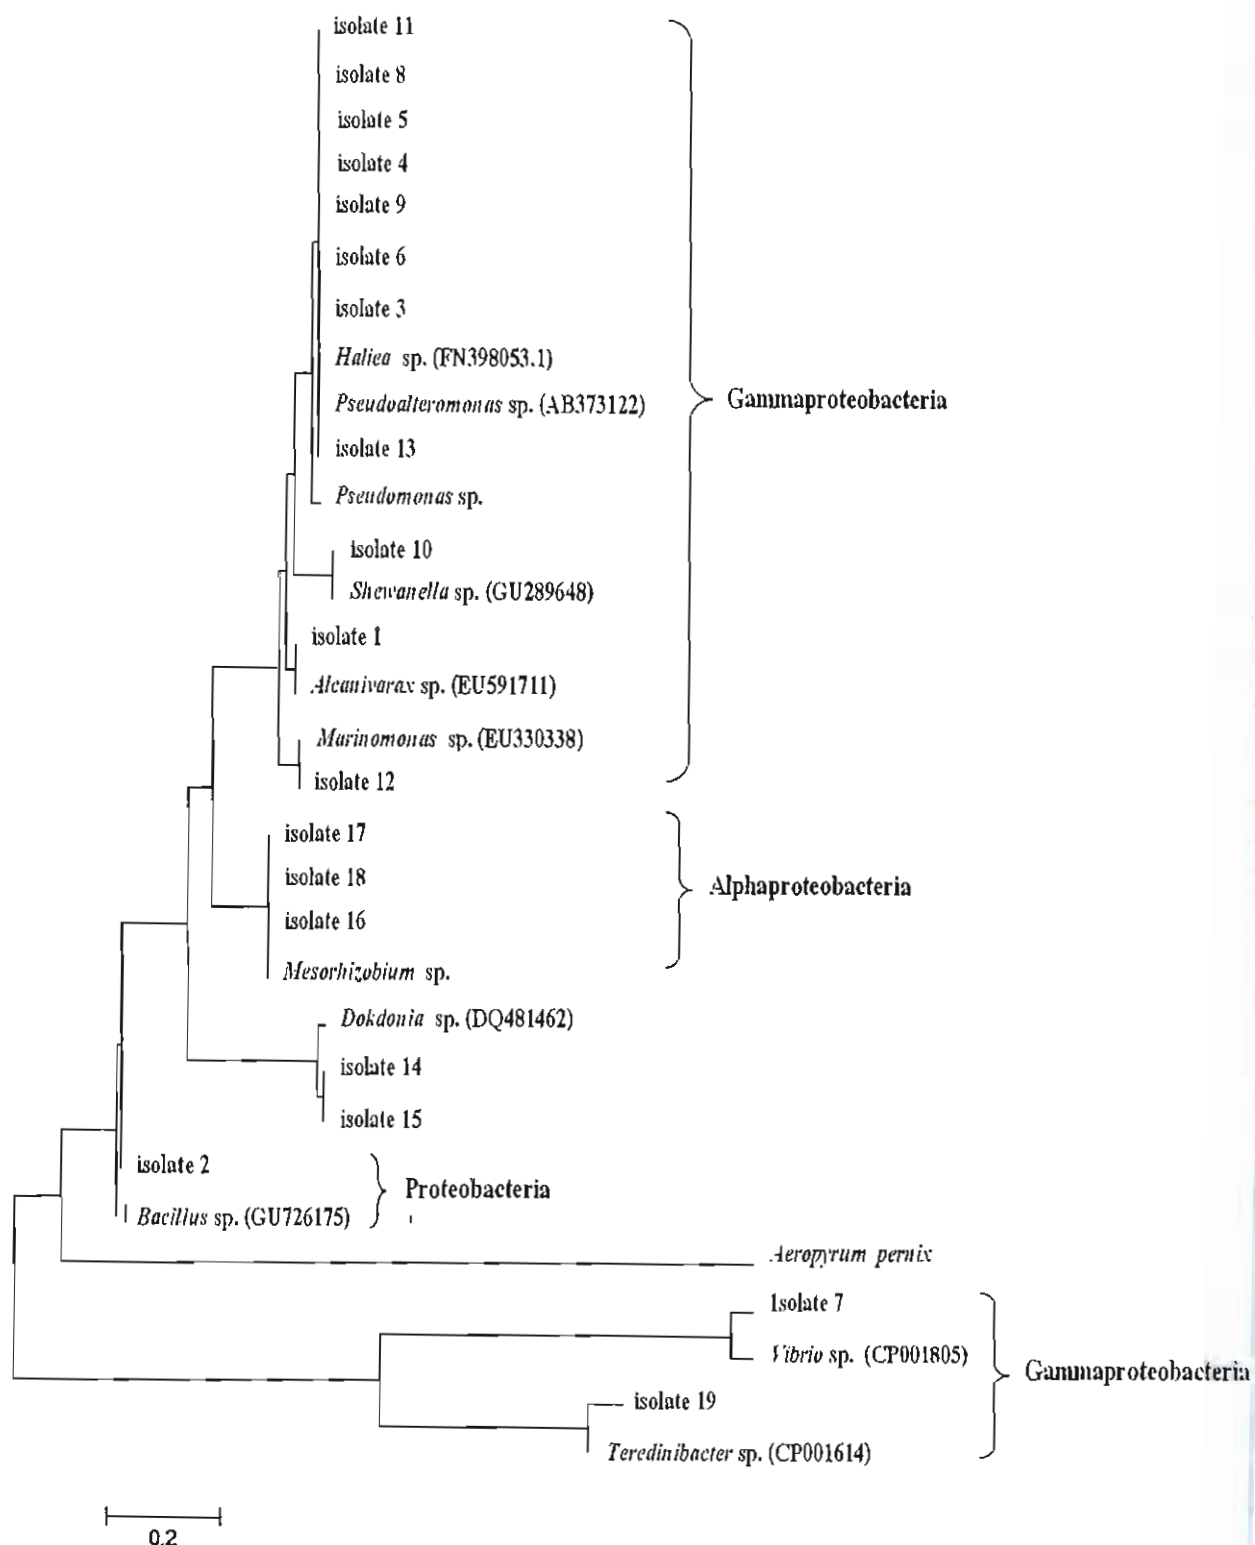 isolate 11
isolate 8
isolate 5
isolate 4
isolate 9
isolate 6
isolate 3
Haliea sp. (FN398053.1)
Gammaproteobacteria
Pseudoalteromonas sp. (AB373122)
isolate 13
Pseudomonas sp.
isolate 10
Shewanella sp. (GU289648)
isolate 1
Alcanivarax sp. (EU591711)
Marinomonas sp. (EU330338)
isolate 12
isolate 17
isolate 18
Alphaproteobacteria
isolate 16
Mesorhizobium sp.
Dokdonia sp. (DQ481462)
isolate 14
isolate 15
isolate 2
Proteobacteria
Bacillus sp. (GU726175)
Aeropyrum pernix
Isolate 7
Vibrio sp. (CP001805)
Gammaproteobacteria
isolate 19
Teredinibacter sp. (CP001614)
0.2